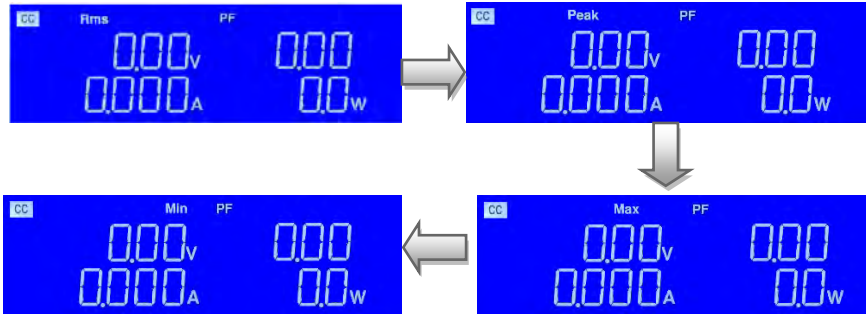 CC Rms PF
0.00V 0.00
0.000A 0.0W
CC Peak PF
0.00V 0.00
0.000A 0.0W
CC Max PF
0.00V 0.00
0.000A 0.0W
CC Min PF
0.00V 0.00
0.000A 0.0W